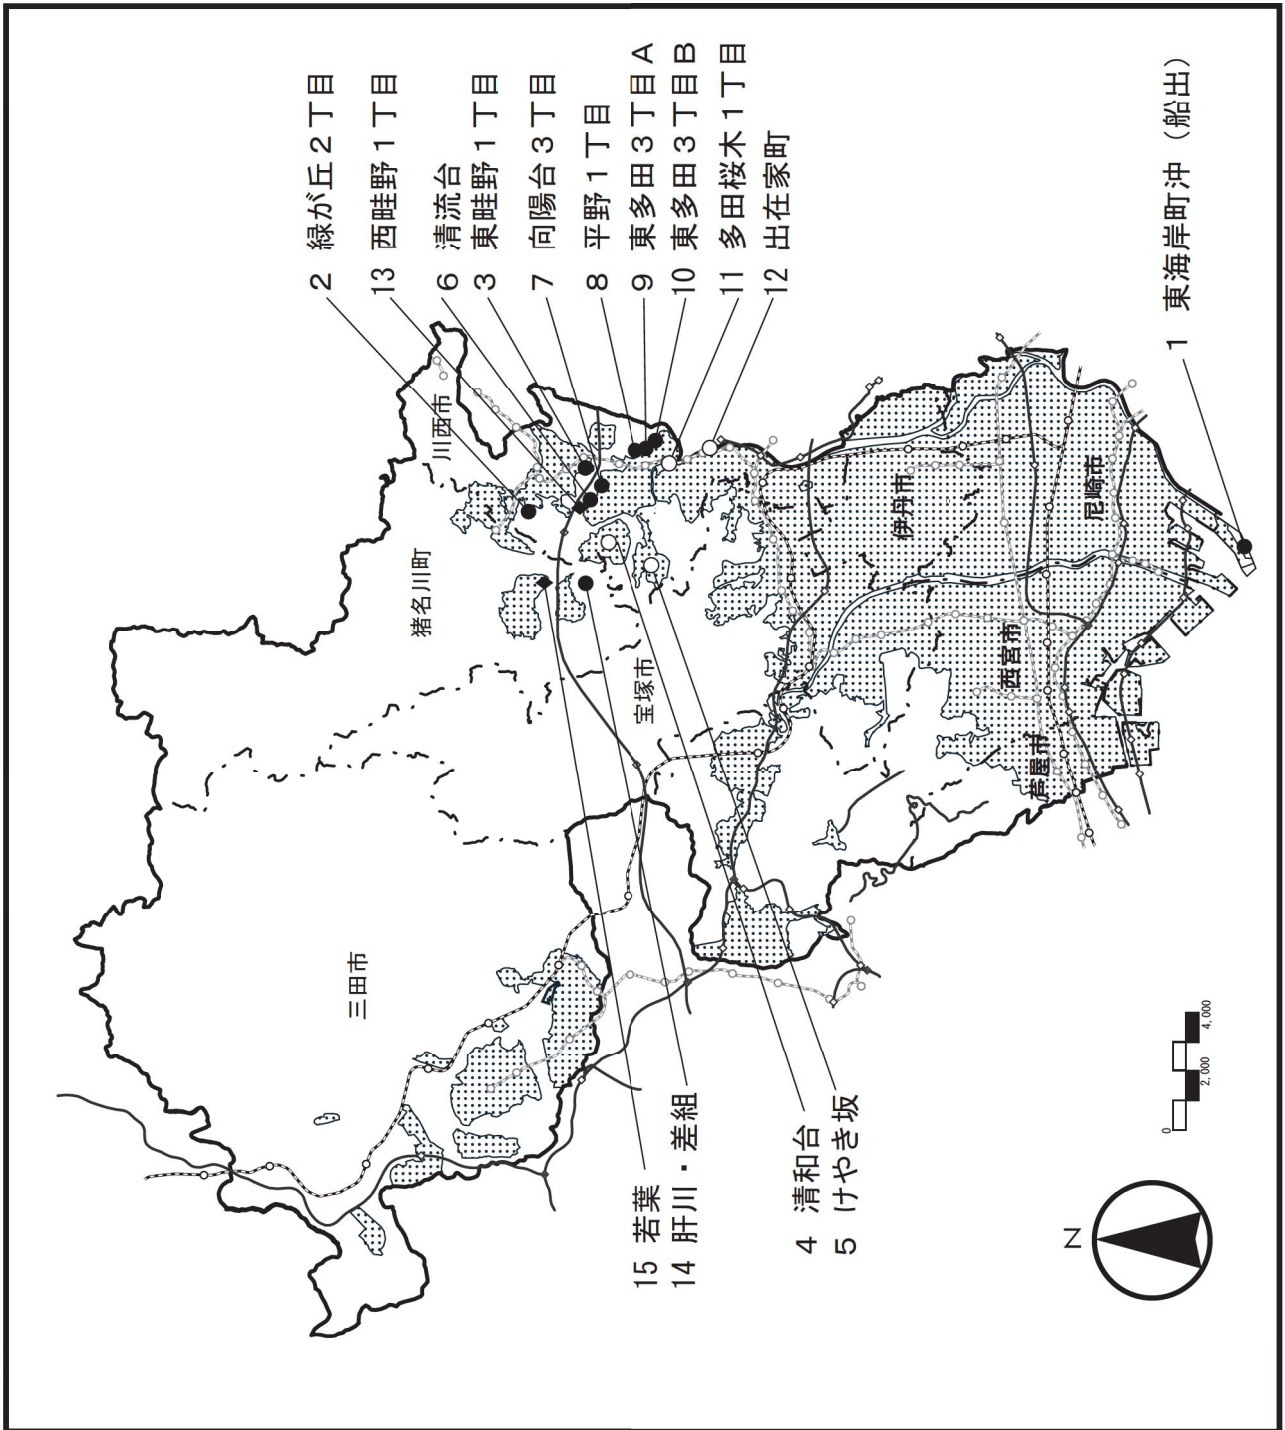 2 緑が丘２丁目
13 西畦野１丁目
6 清流台
3 東畦野１丁目
7 向陽台３丁目
8 平野１丁目
9 東多田３丁目Ａ
10 東多田３丁目Ｂ
11 多田桜木１丁目
12 出在家町
1 東海岸町沖（船出）
川西市
猪名川町
宝塚市
三田市
伊丹市
尼崎市
西宮市
芦屋市
15 若葉
14 肝川・差組
4 清和台
5 けやき坂
N
0
2,000
4,000